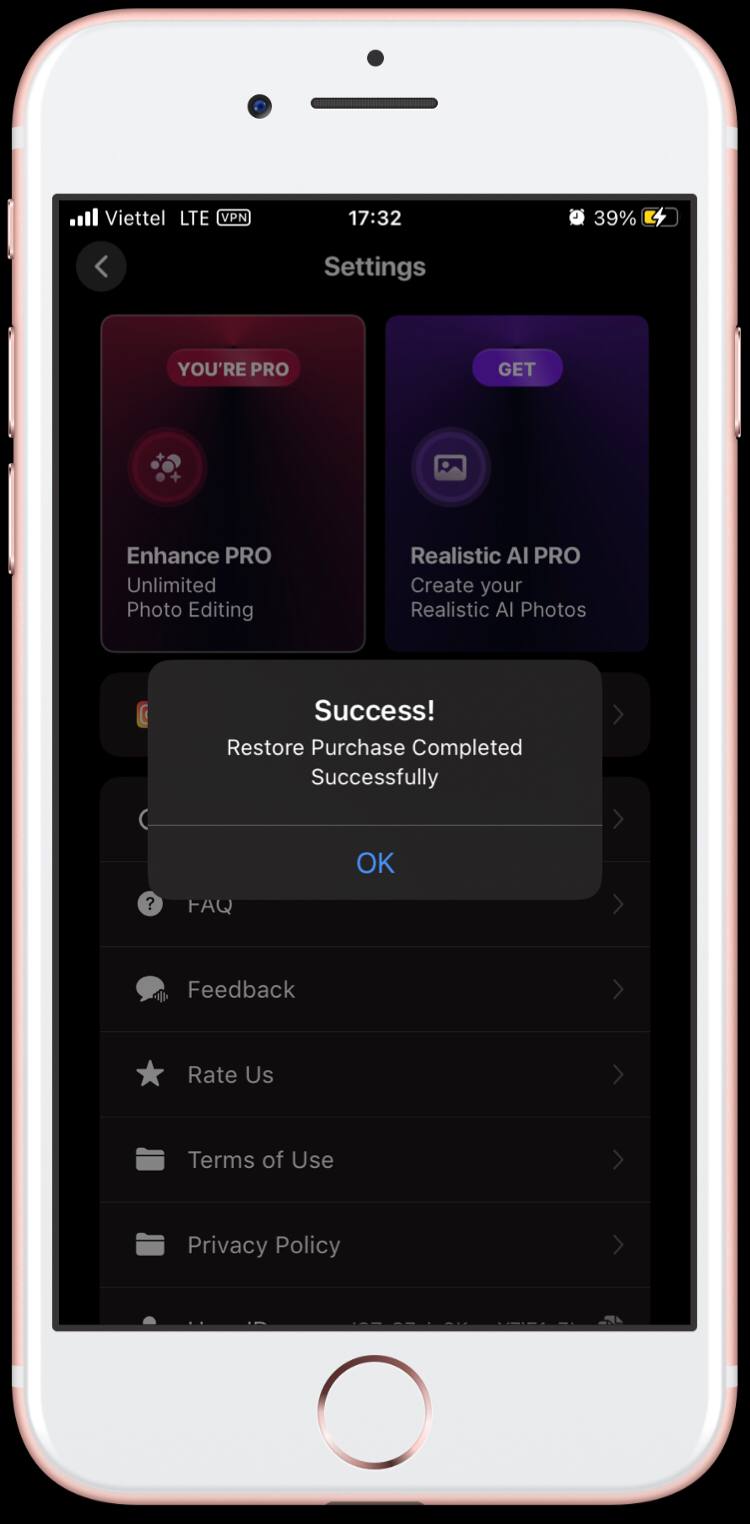 Viettel LTE VPN 17:32 39%
Settings
YOU'RE PRO
GET
Enhance PRO
Unlimited
Photo Editing
Realistic AI PRO
Create your
Realistic AI Photos
Success!
Restore Purchase Completed
Successfully
OK
FAQ
Feedback
Rate Us
Terms of Use
Privacy Policy